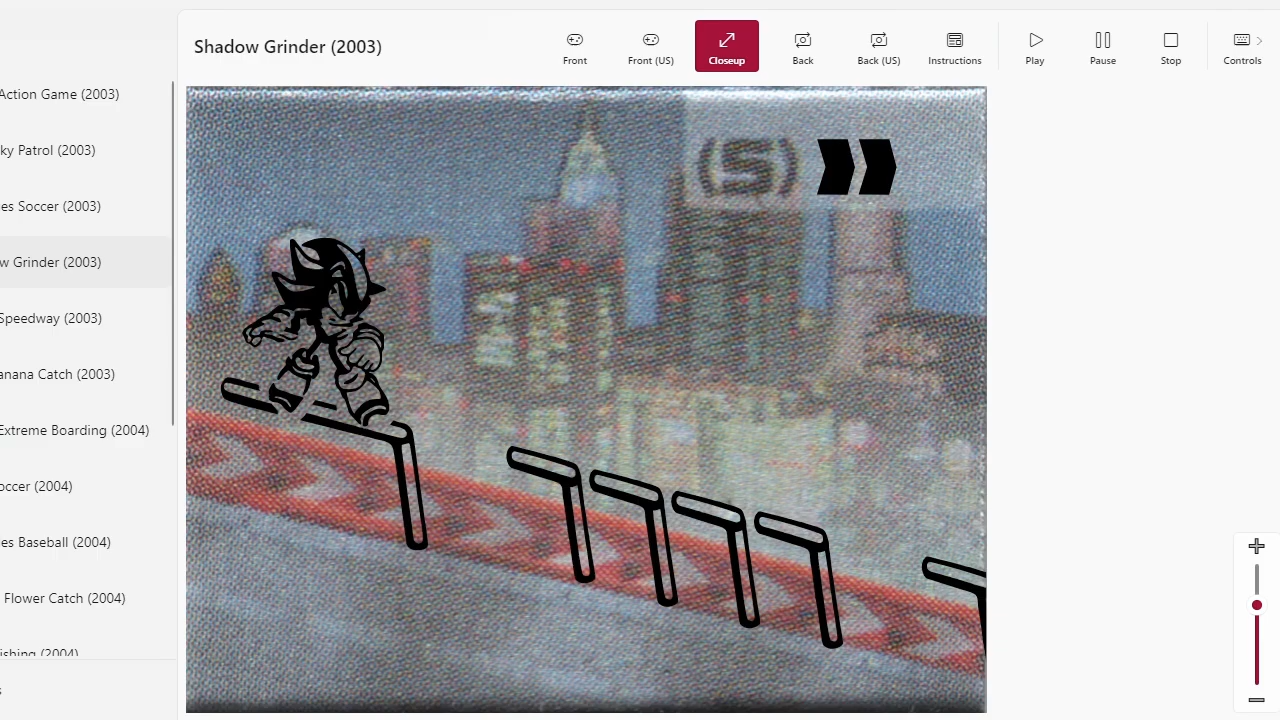 Shadow Grinder (2003)
Front
Front (US)
Closeup
Back
Back (US)
Instructions
Play
Pause
Stop
Controls
Action Game (2003)
ky Patrol (2003)
es Soccer (2003)
w Grinder (2003)
Speedway (2003)
anana Catch (2003)
Extreme Boarding (2004)
occer (2004)
es Baseball (2004)
Flower Catch (2004)
ishing (2004)
s
(S)